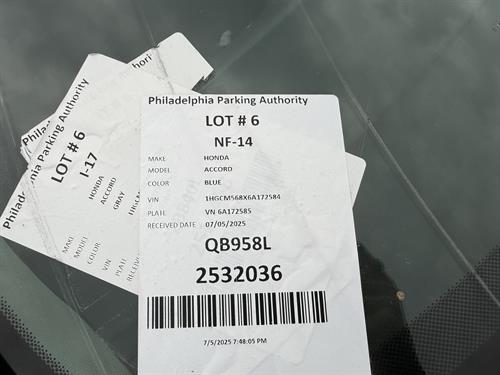 Philadelphia Parking Authority
LOT # 6
NF-14
MAKE HONDA
MODEL ACCORD
COLOR BLUE
VIN 1HGCM568X6A172584
PLATE VN-6A172585
RECEIVED DATE 07/05/2025
QB958L
2532036
7/5/2025 7:48:05 PM
Philadelphia Parking Authority
LOT # 6
I-17
MAKE HONDA
MODEL ACCORD
COLOR GRAY
VIN
PLATE
Philadelphia Par